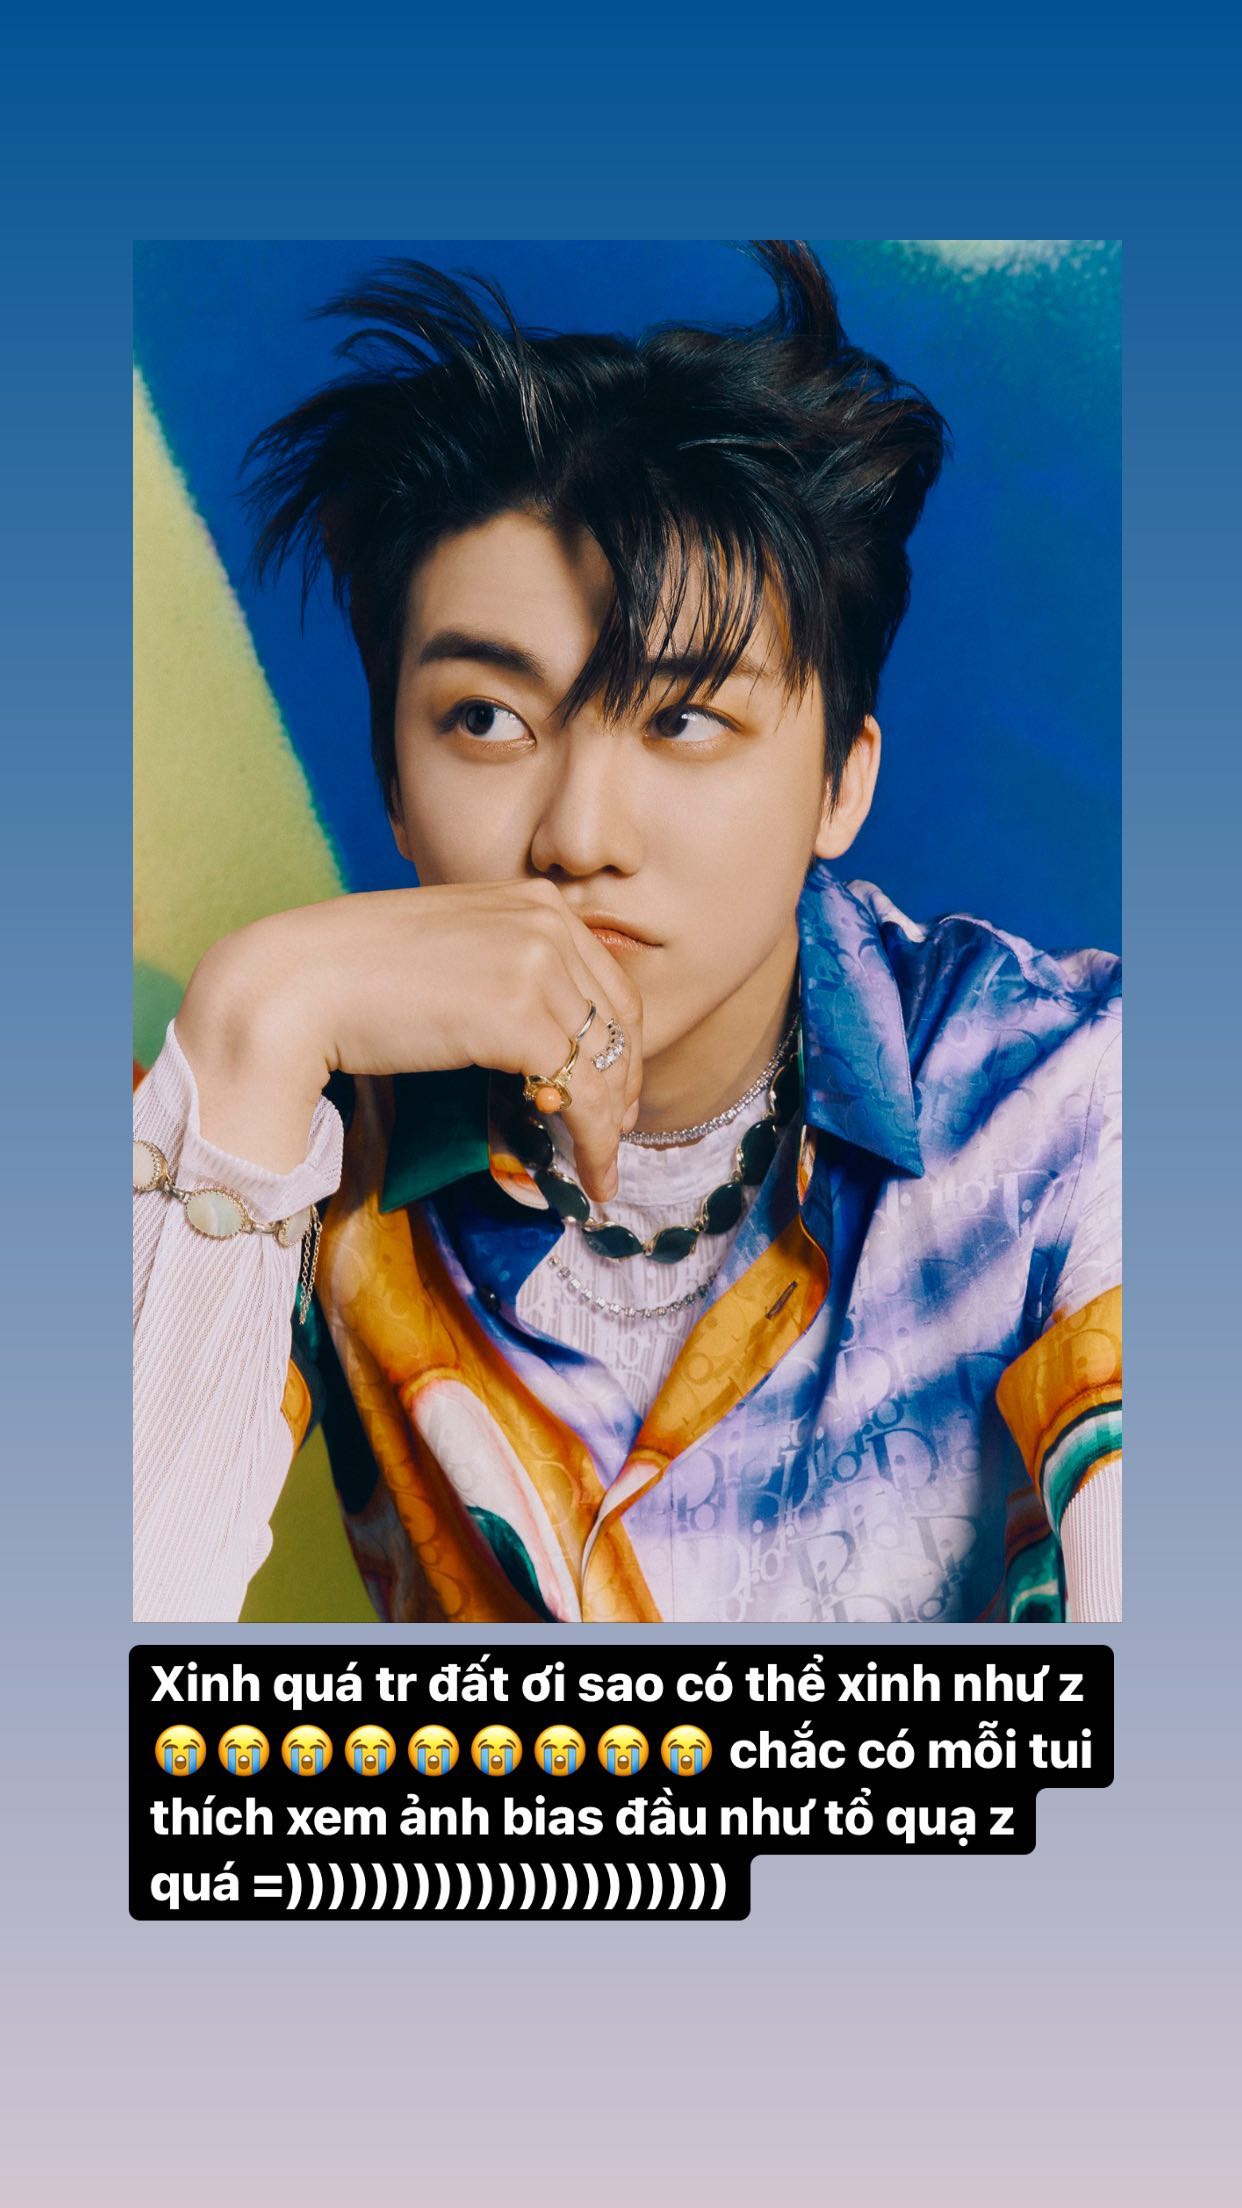 Xinh quá tr đất ơi sao có thể xinh như z
😭😭😭😭😭😭😭😭😭 chắc có mỗi tui
thích xem ảnh bias đầu như tổ quạ z
quá =)))))))))))))))))))))